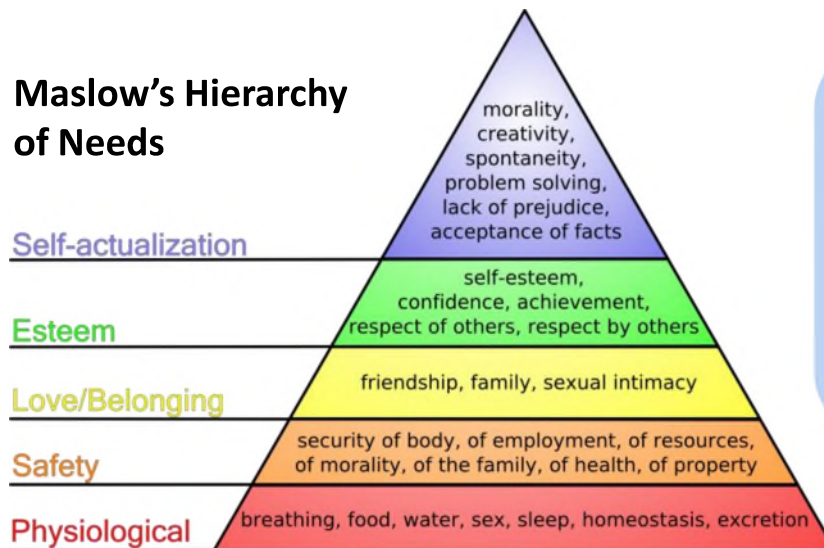 Maslow's Hierarchy
of Needs
morality,
creativity,
spontaneity,
problem solving,
lack of prejudice,
acceptance of facts
Self-actualization
self-esteem,
confidence, achievement,
respect of others, respect by others
Esteem
friendship, family, sexual intimacy
Love/Belonging
security of body, of employment, of resources,
of morality, of the family, of health, of property
Safety
breathing, food, water, sex, sleep, homeostasis, excretion
Physiological